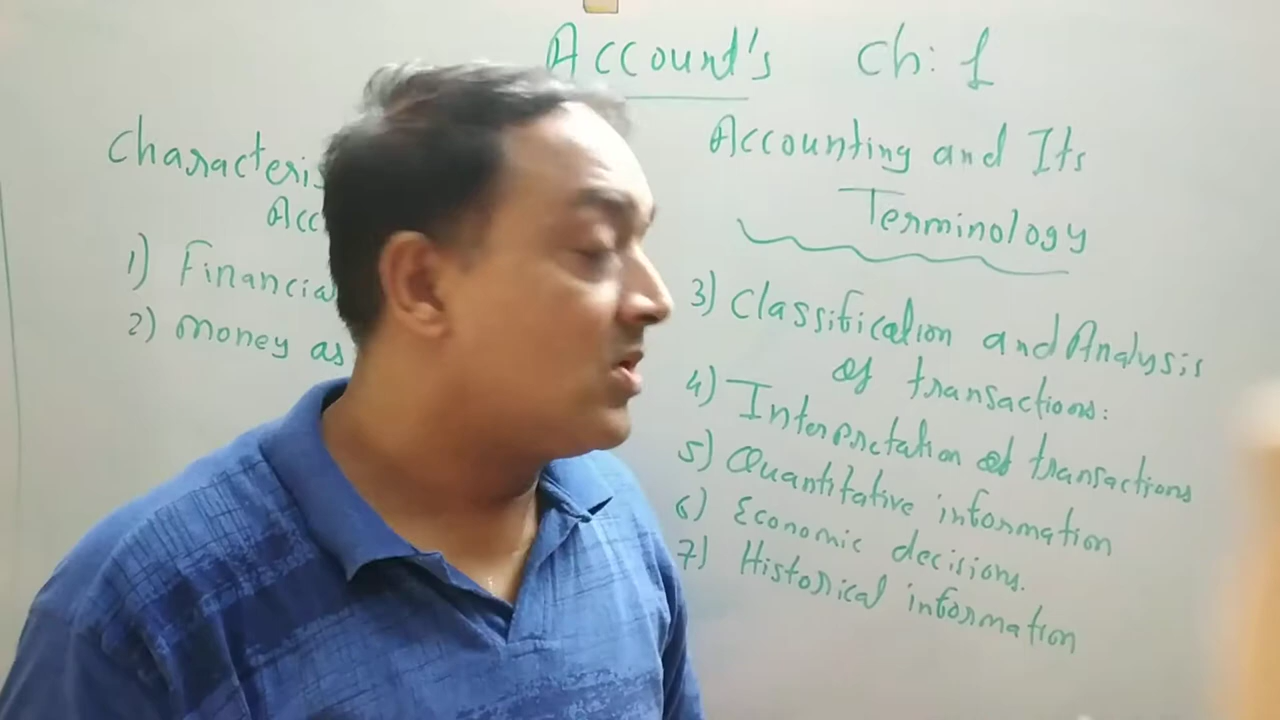 Account's Ch: 1
Accounting and Its
Terminology
Characteris
Acc
1) Financia
2) money as
3) Classification and Analysis
of transactions:
4) Interpretation of transactions
5) Quantitative information
6) Economic decisions.
7) Historical information